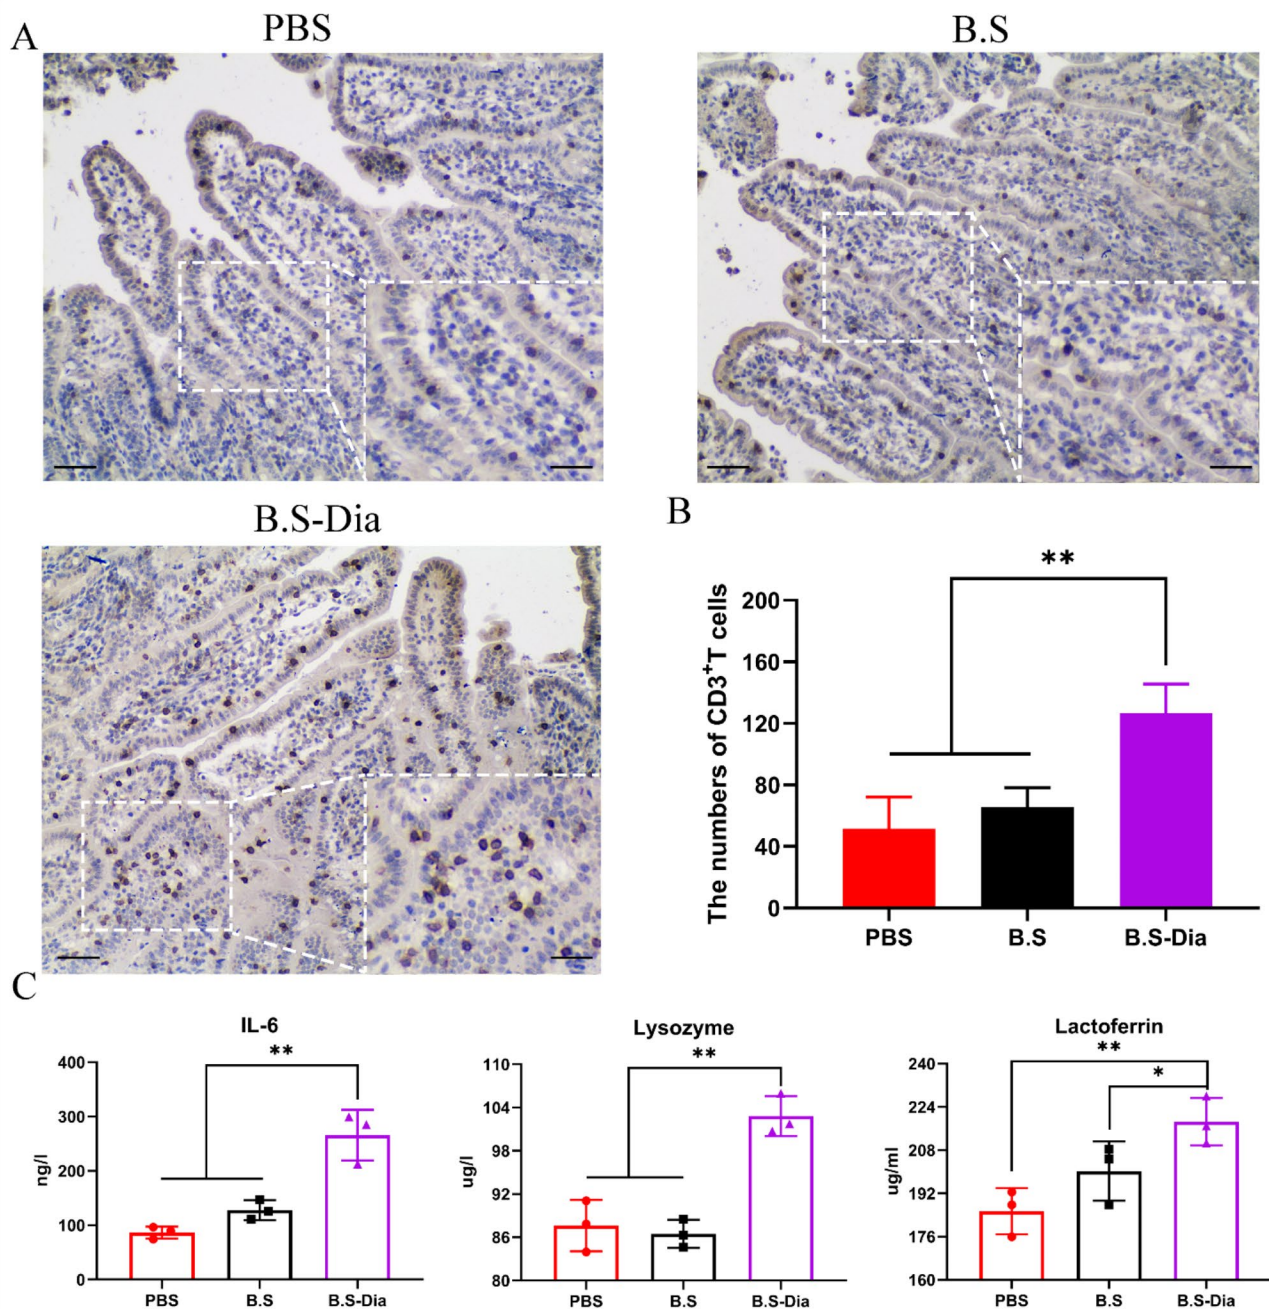 A
PBS
B.S
B.S-Dia
B
**
The numbers of CD3+T cells
200
160
120
80
40
0
PBS
B.S
B.S-Dia
C
IL-6
**
ng/l
400
300
200
100
0
PBS
B.S
B.S-Dia
Lysozyme
**
ug/l
110
104
98
92
86
80
PBS
B.S
B.S-Dia
Lactoferrin
**
*
ug/ml
240
224
208
192
176
160
PBS
B.S
B.S-Dia